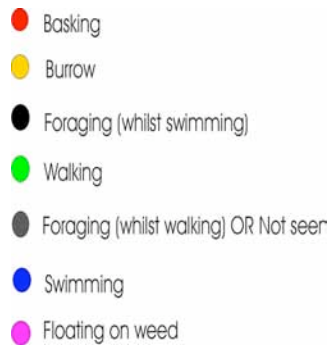 Basking
Burrow
Foraging (whilst swimming)
Walking
Foraging (whilst walking) OR Not seen
Swimming
Floating on weed